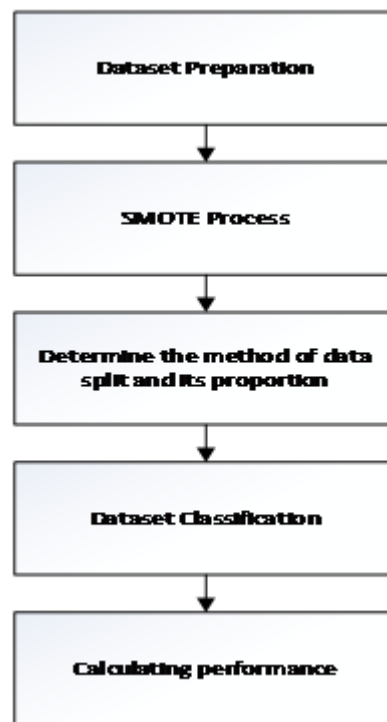 Dataset Preparation
SMOTE Process
Determine the method of data
split and its proportion
Dataset Classification
Calculating performance